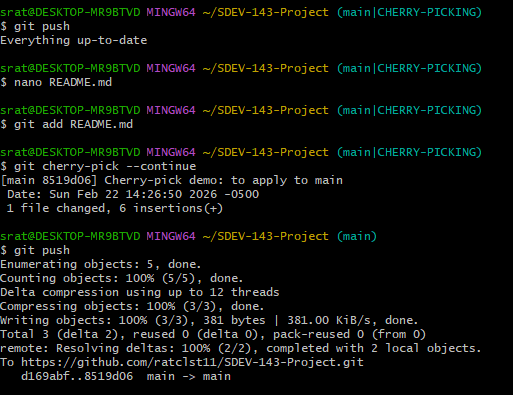 srat@DESKTOP-MR9BTVD MINGW64 ~/SDEV-143-Project (main|CHERRY-PICKING)
$ git push
Everything up-to-date
srat@DESKTOP-MR9BTVD MINGW64 ~/SDEV-143-Project (main|CHERRY-PICKING)
$ nano README.md
srat@DESKTOP-MR9BTVD MINGW64 ~/SDEV-143-Project (main|CHERRY-PICKING)
$ git add README.md
srat@DESKTOP-MR9BTVD MINGW64 ~/SDEV-143-Project (main|CHERRY-PICKING)
$ git cherry-pick --continue
[main 8519d06] Cherry-pick demo: to apply to main
 Date: Sun Feb 22 14:26:50 2026 -0500
 1 file changed, 6 insertions(+)
srat@DESKTOP-MR9BTVD MINGW64 ~/SDEV-143-Project (main)
$ git push
Enumerating objects: 5, done.
Counting objects: 100% (5/5), done.
Delta compression using up to 12 threads
Compressing objects: 100% (3/3), done.
Writing objects: 100% (3/3), 381 bytes | 381.00 KiB/s, done.
Total 3 (delta 2), reused 0 (delta 0), pack-reused 0 (from 0)
remote: Resolving deltas: 100% (2/2), completed with 2 local objects.
To https://github.com/ratclst11/SDEV-143-Project.git
   d169abf..8519d06  main -> main